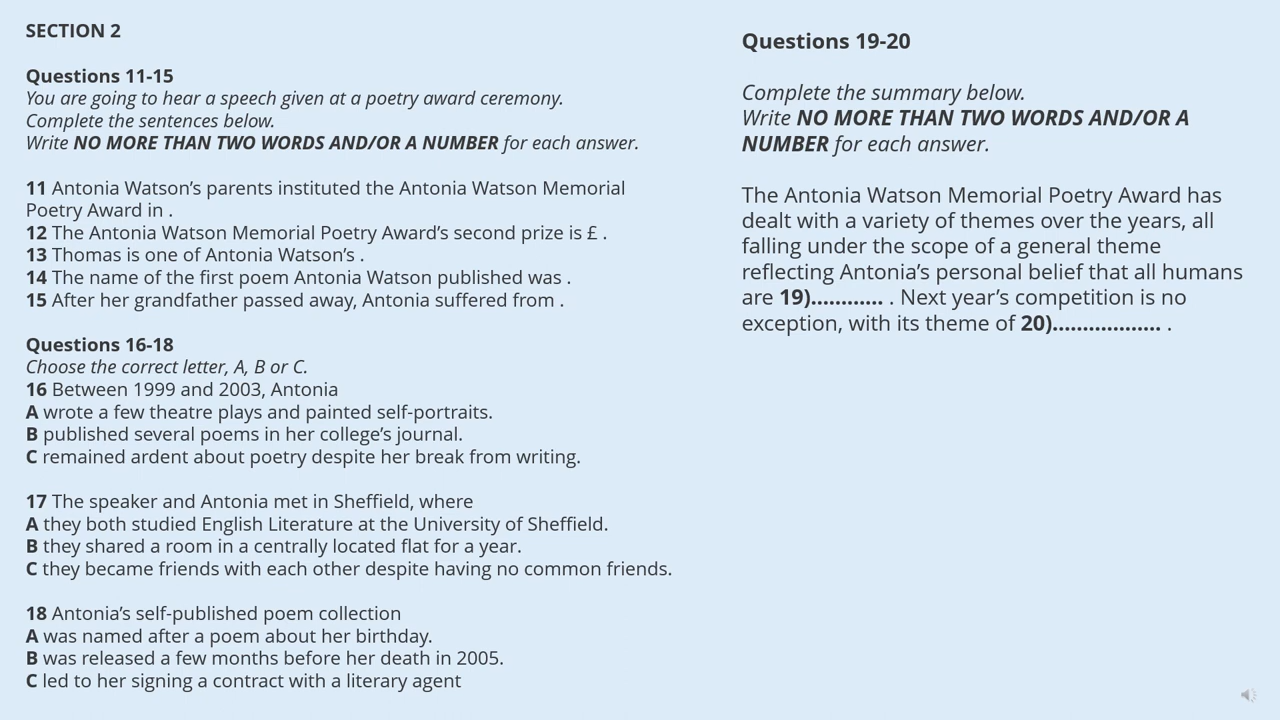 SECTION 2
Questions 11-15
You are going to hear a speech given at a poetry award ceremony.
Complete the sentences below.
Write NO MORE THAN TWO WORDS AND/OR A NUMBER for each answer.
11 Antonia Watson’s parents instituted the Antonia Watson Memorial
Poetry Award in .
12 The Antonia Watson Memorial Poetry Award’s second prize is £ .
13 Thomas is one of Antonia Watson’s .
14 The name of the first poem Antonia Watson published was .
15 After her grandfather passed away, Antonia suffered from .
Questions 16-18
Choose the correct letter, A, B or C.
16 Between 1999 and 2003, Antonia
A wrote a few theatre plays and painted self-portraits.
B published several poems in her college’s journal.
C remained ardent about poetry despite her break from writing.
17 The speaker and Antonia met in Sheffield, where
A they both studied English Literature at the University of Sheffield.
B they shared a room in a centrally located flat for a year.
C they became friends with each other despite having no common friends.
18 Antonia’s self-published poem collection
A was named after a poem about her birthday.
B was released a few months before her death in 2005.
C led to her signing a contract with a literary agent
Questions 19-20
Complete the summary below.
Write NO MORE THAN TWO WORDS AND/OR A
NUMBER for each answer.
The Antonia Watson Memorial Poetry Award has
dealt with a variety of themes over the years, all
falling under the scope of a general theme
reflecting Antonia’s personal belief that all humans
are 19)............ . Next year’s competition is no
exception, with its theme of 20).................. .